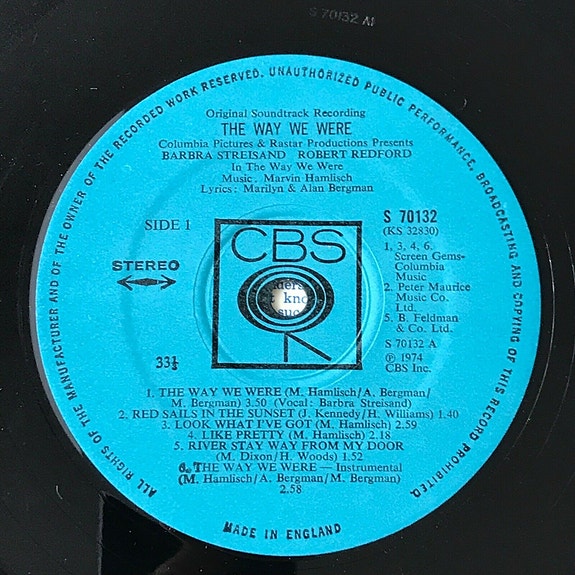 S 70132 A1
ALL RIGHTS OF THE MANUFACTURER AND OF THE OWNER OF THE RECORDED WORK RESERVED. UNAUTHORIZED PUBLIC PERFORMANCE, BROADCASTING AND COPYING OF THIS RECORD PROHIBITED.
Original Soundtrack Recording
THE WAY WE WERE
Columbia Pictures & Rastar Productions Presents
BARBRA STREISAND ROBERT REDFORD
In The Way We Were
Music: Marvin Hamlisch
Lyrics: Marilyn & Alan Bergman
SIDE 1
STEREO
33⅓
CBS
S 70132
(KS 32830)
1, 3, 4, 6.
Screen Gems-
Columbia
Music
2. Peter Maurice
Music Co.
Ltd.
5. B. Feldman
& Co. Ltd.
S 70132 A
℗ 1974
CBS Inc.
1. THE WAY WE WERE (M. Hamlisch/A. Bergman/
M. Bergman) 3.50 (Vocal: Barbra Streisand)
2. RED SAILS IN THE SUNSET (J. Kennedy/H. Williams) 1.40
3. LOOK WHAT I'VE GOT (M. Hamlisch) 2.59
4. LIKE PRETTY (M. Hamlisch) 2.18
5. RIVER STAY WAY FROM MY DOOR
(M. Dixon/H. Woods) 1.52
6. THE WAY WE WERE — Instrumental
(M. Hamlisch/A. Bergman/M. Bergman)
2.58
MADE IN ENGLAND